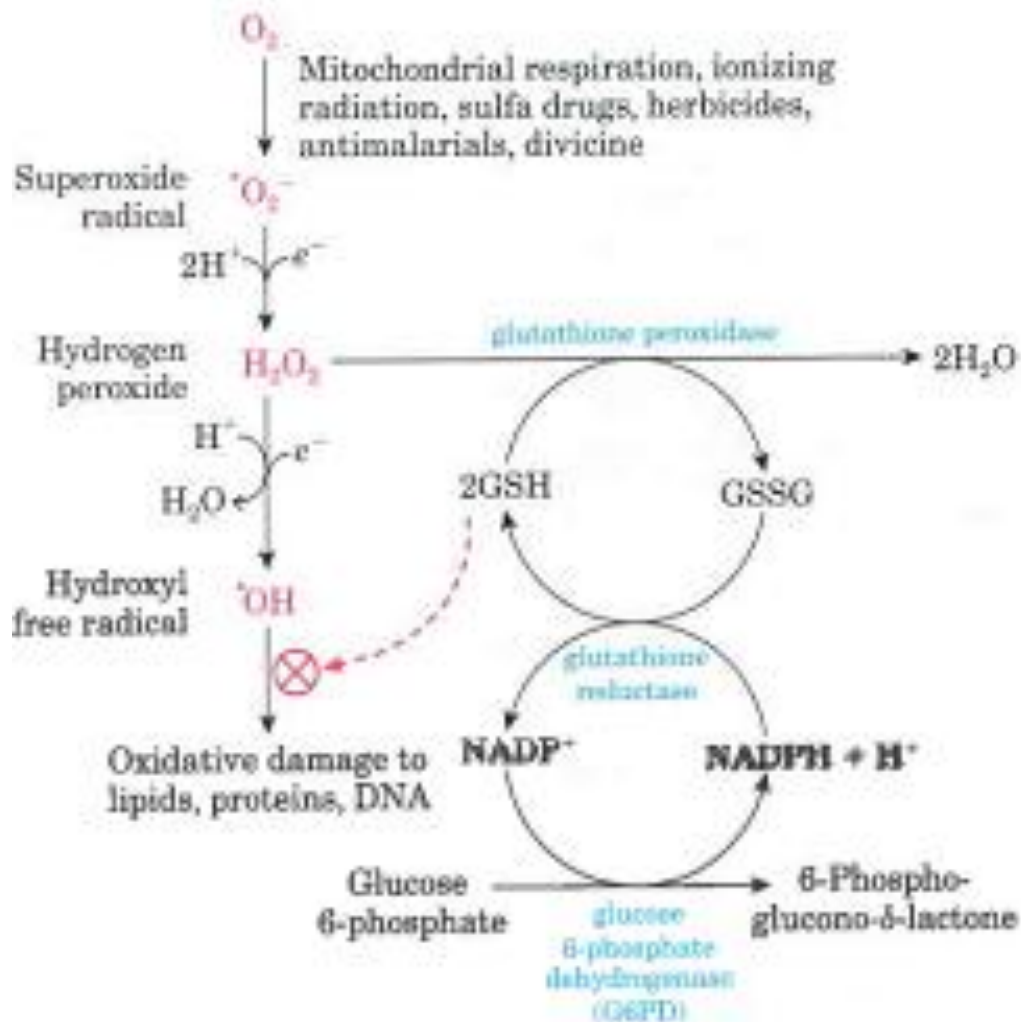 O₂
Mitochondrial respiration, ionizing
radiation, sulfa drugs, herbicides,
antimalarials, divicine
Superoxide
radical
•O₂⁻
2H⁺
e⁻
Hydrogen
peroxide
H₂O₂
glutathione peroxidase
2H₂O
H⁺
e⁻
H₂O
2GSH
GSSG
Hydroxyl
free radical
•OH
glutathione
reductase
Oxidative damage to
lipids, proteins, DNA
NADP⁺
NADPH + H⁺
Glucose
6-phosphate
6-Phospho-
glucono-δ-lactone
glucose
6-phosphate
dehydrogenase
(G6PD)